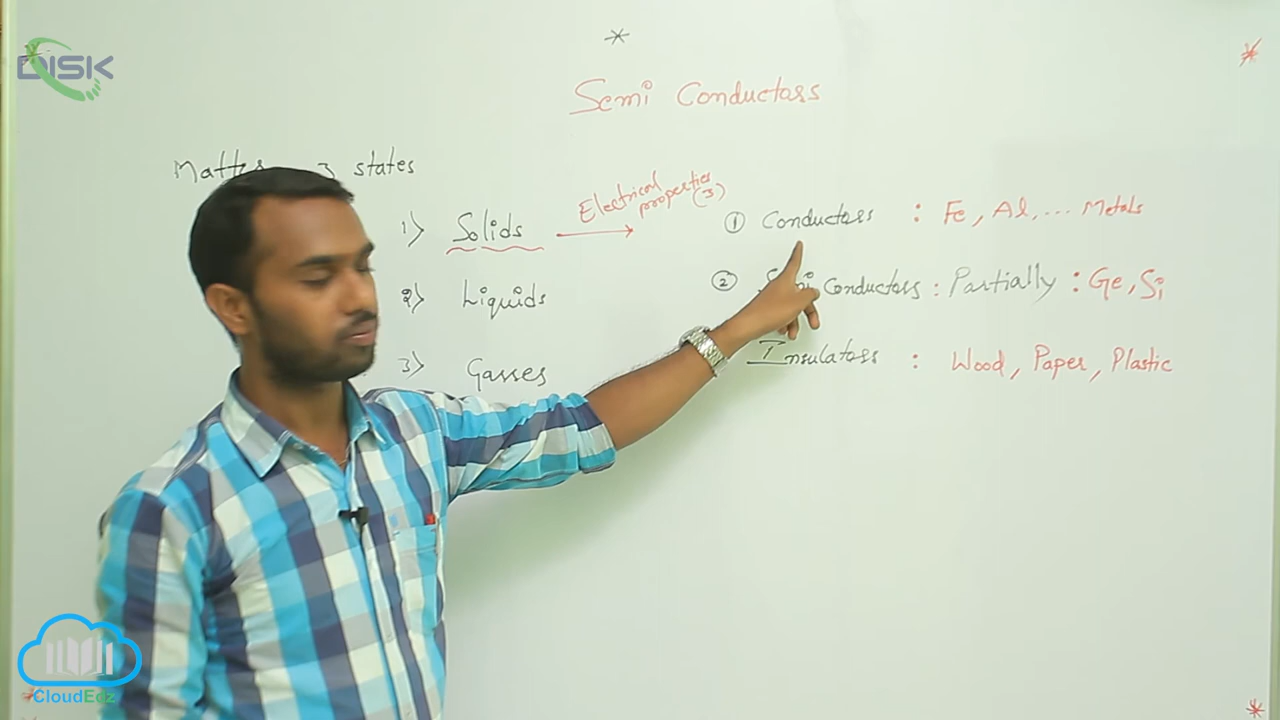 DISK
*
*
Semi Conductors
Matter 3 states
1) Solids
Electrical properties (3)
① Conductors : Fe, Al, ... Metals
2) Liquids
② Semi Conductors : Partially : Ge, Si
3) Gasses
Insulators : Wood, Paper, Plastic
CloudEdz
*